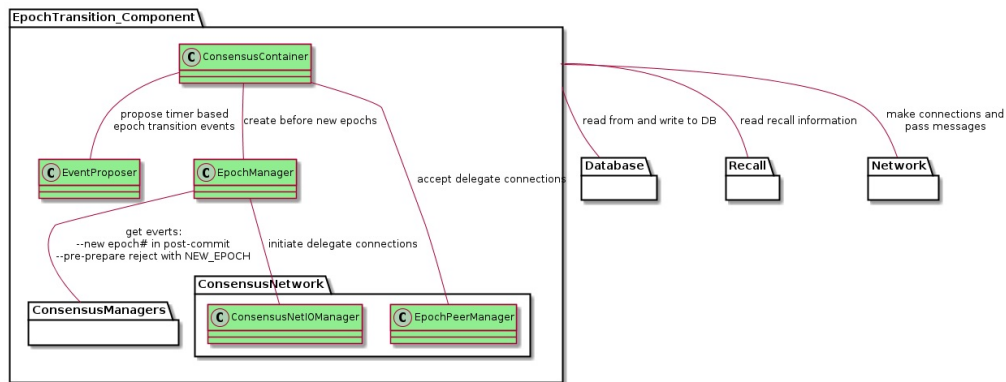 EpochTransition_Component
C ConsensusContainer
propose timer based
epoch transition events
create before new epochs
read from and write to DB
read recall information
make connections and
pass messages
C EventProposer
C EpochManager
accept delegate connections
Database
Recall
Network
get everts:
--new epoch# in post-commit
--pre-prepare reject with NEW_EPOCH
initiate delegate connections
ConsensusManagers
ConsensusNetwork
C ConsensusNetIOManager
C EpochPeerManager